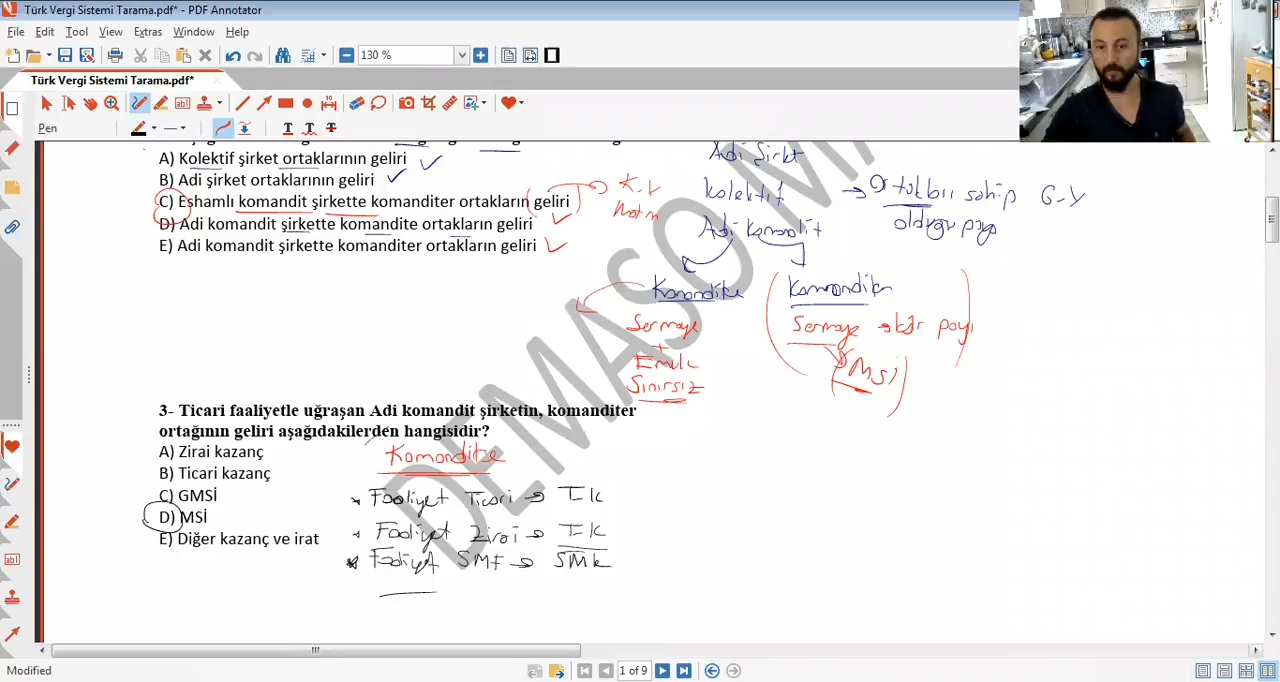 Türk Vergi Sistemi Tarama.pdf* - PDF Annotator
File Edit Tool View Extras Window Help
130 %
Türk Vergi Sistemi Tarama.pdf*
Pen
A) Kolektif şirket ortaklarının geliri
B) Adi şirket ortaklarının geliri
C) Eshamlı komandit şirkette komanditer ortakların geliri
D) Adi komandit şirkette komandite ortakların geliri
E) Adi komandit şirkette komanditer ortakların geliri
Adi Şirket
Kolektif → Ortakları sahip G-Y
Adi Komandit olduğu payı
Komandite
Sermaye
+
Emek
Sınırsız
Sermaye → kâr payı
(MSİ)
3- Ticari faaliyetle uğraşan Adi komandit şirketin, komanditer
ortağının geliri aşağıdakilerden hangisidir?
A) Zirai kazanç
B) Ticari kazanç
C) GMSİ
D) MSİ
E) Diğer kazanç ve irat
Komandite
* Faaliyet Ticari → TK
* Faaliyet Zirai → TK
* Faaliyet SMF → SMK
DEMASO
1 of 9
Modified